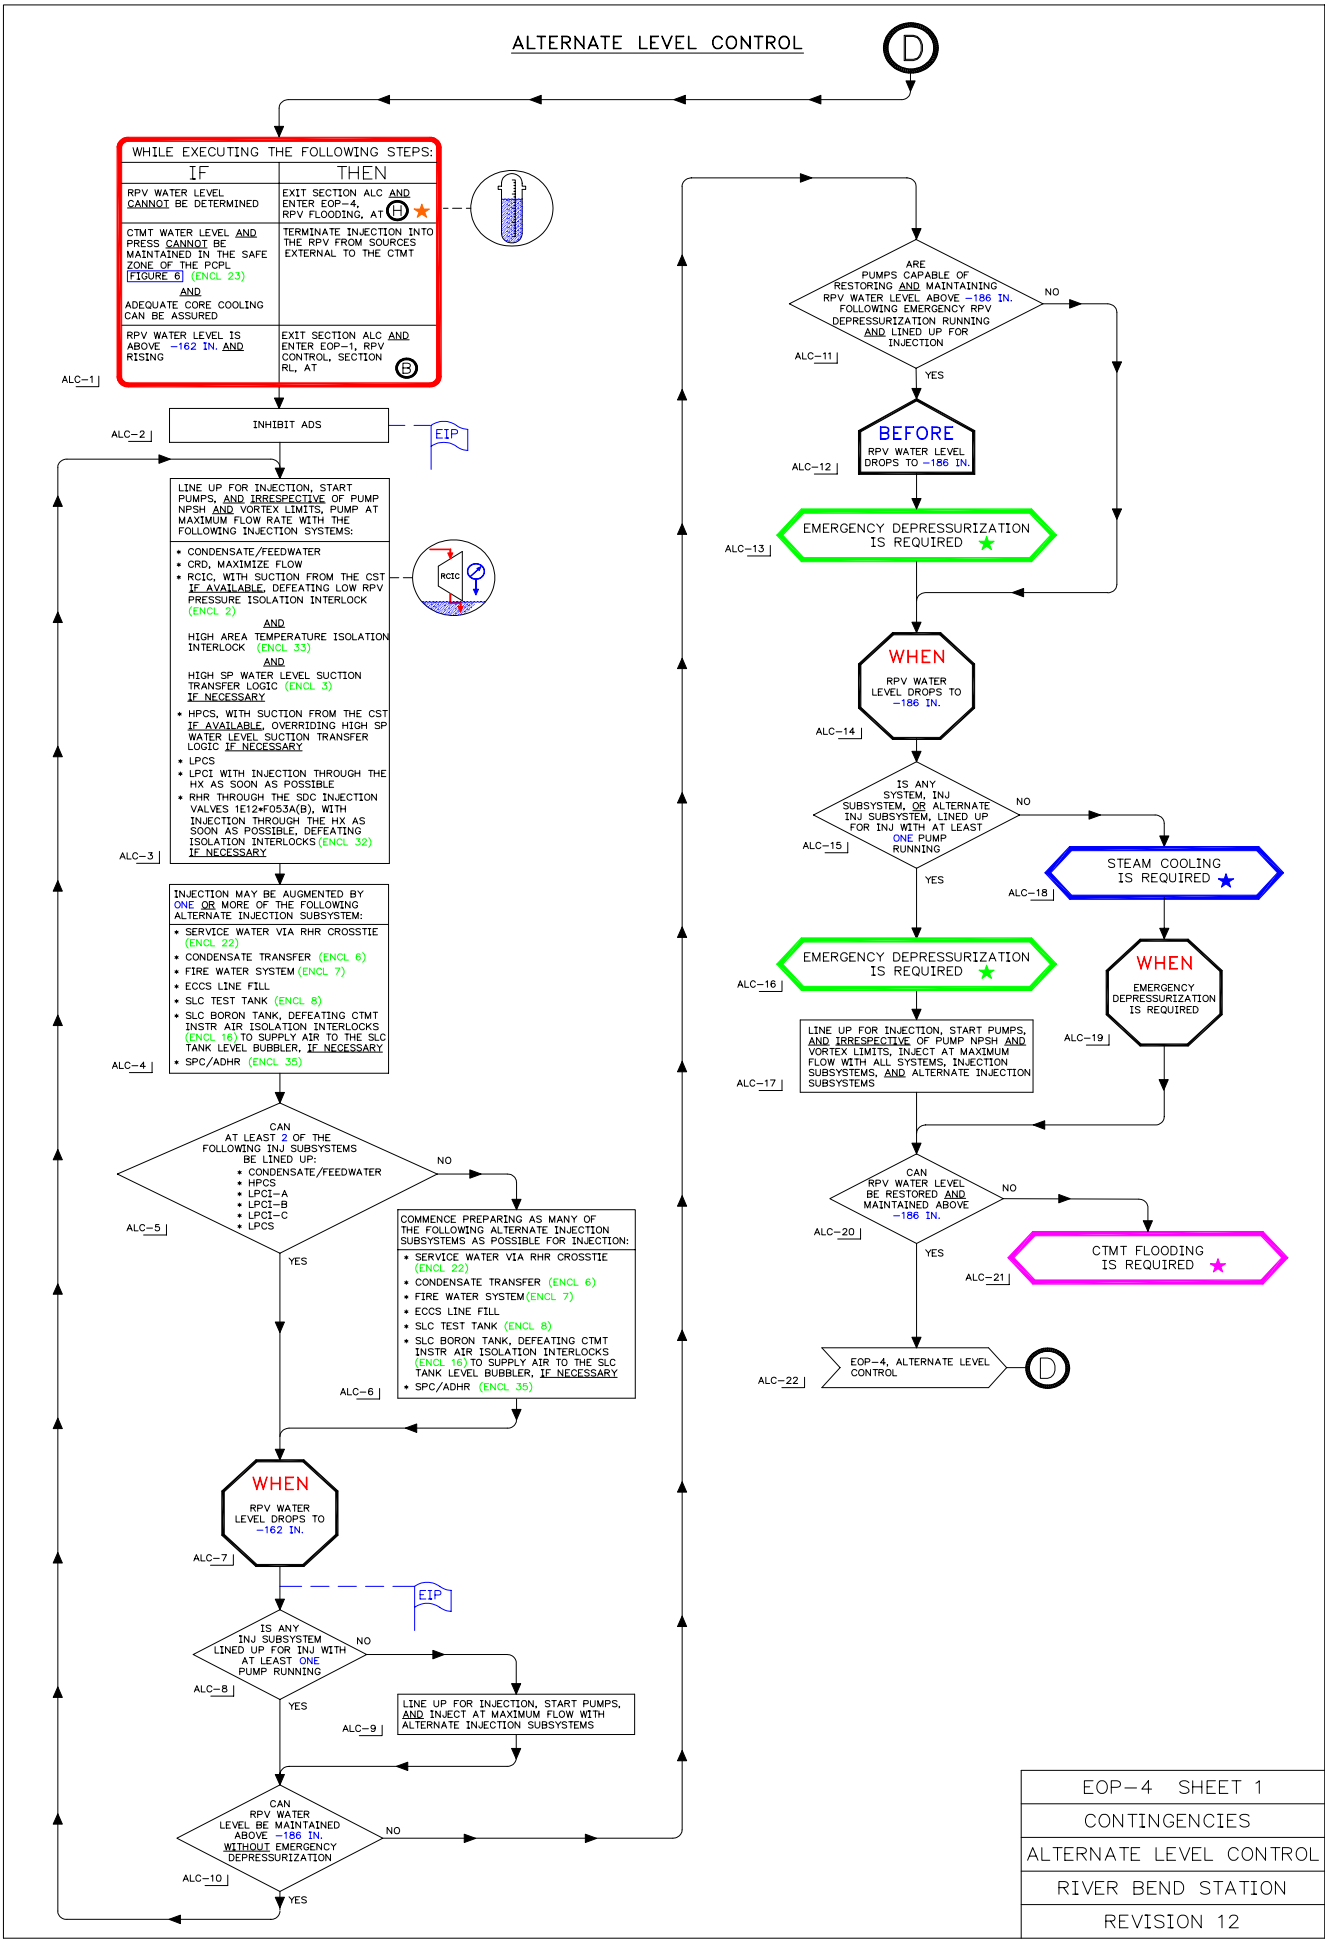 ALTERNATE LEVEL CONTROL
D
WHILE EXECUTING THE FOLLOWING STEPS:
IF
THEN
RPV WATER LEVEL
CANNOT BE DETERMINED
EXIT SECTION ALC AND
ENTER EOP-4,
RPV FLOODING, AT H
CTMT WATER LEVEL AND
PRESS CANNOT BE
MAINTAINED IN THE SAFE
ZONE OF THE PCPL
FIGURE 6 (ENCL 23)
AND
ADEQUATE CORE COOLING
CAN BE ASSURED
TERMINATE INJECTION INTO
THE RPV FROM SOURCES
EXTERNAL TO THE CTMT
RPV WATER LEVEL IS
ABOVE -162 IN. AND
RISING
EXIT SECTION ALC AND
ENTER EOP-1, RPV
CONTROL, SECTION
RL, AT B
ALC-1
INHIBIT ADS
ALC-2
EIP
LINE UP FOR INJECTION, START
PUMPS, AND IRRESPECTIVE OF PUMP
NPSH AND VORTEX LIMITS, PUMP AT
MAXIMUM FLOW RATE WITH THE
FOLLOWING INJECTION SYSTEMS:
* CONDENSATE/FEEDWATER
* CRD, MAXIMIZE FLOW
* RCIC, WITH SUCTION FROM THE CST
IF AVAILABLE, DEFEATING LOW RPV
PRESSURE ISOLATION INTERLOCK
(ENCL 2)
AND
HIGH AREA TEMPERATURE ISOLATION
INTERLOCK (ENCL 33)
AND
HIGH SP WATER LEVEL SUCTION
TRANSFER LOGIC (ENCL 3)
IF NECESSARY
* HPCS, WITH SUCTION FROM THE CST
IF AVAILABLE, OVERRIDING HIGH SP
WATER LEVEL SUCTION TRANSFER
LOGIC IF NECESSARY
* LPCS
* LPCI WITH INJECTION THROUGH THE
HX AS SOON AS POSSIBLE
* RHR THROUGH THE SDC INJECTION
VALVES 1E12*F053A(B), WITH
INJECTION THROUGH THE HX AS
SOON AS POSSIBLE, DEFEATING
ISOLATION INTERLOCKS (ENCL 32)
IF NECESSARY
ALC-3
RCIC
INJECTION MAY BE AUGMENTED BY
ONE OR MORE OF THE FOLLOWING
ALTERNATE INJECTION SUBSYSTEM:
* SERVICE WATER VIA RHR CROSSTIE
(ENCL 22)
* CONDENSATE TRANSFER (ENCL 6)
* FIRE WATER SYSTEM (ENCL 7)
* ECCS LINE FILL
* SLC TEST TANK (ENCL 8)
* SLC BORON TANK, DEFEATING CTMT
INSTR AIR ISOLATION INTERLOCKS
(ENCL 16) TO SUPPLY AIR TO THE SLC
TANK LEVEL BUBBLER, IF NECESSARY
* SPC/ADHR (ENCL 35)
ALC-4
CAN
AT LEAST 2 OF THE
FOLLOWING INJ SUBSYSTEMS
BE LINED UP:
* CONDENSATE/FEEDWATER
* HPCS
* LPCI-A
* LPCI-B
* LPCI-C
* LPCS
ALC-5
NO
YES
COMMENCE PREPARING AS MANY OF
THE FOLLOWING ALTERNATE INJECTION
SUBSYSTEMS AS POSSIBLE FOR INJECTION:
* SERVICE WATER VIA RHR CROSSTIE
(ENCL 22)
* CONDENSATE TRANSFER (ENCL 6)
* FIRE WATER SYSTEM (ENCL 7)
* ECCS LINE FILL
* SLC TEST TANK (ENCL 8)
* SLC BORON TANK, DEFEATING CTMT
INSTR AIR ISOLATION INTERLOCKS
(ENCL 16) TO SUPPLY AIR TO THE SLC
TANK LEVEL BUBBLER, IF NECESSARY
* SPC/ADHR (ENCL 35)
ALC-6
WHEN
RPV WATER
LEVEL DROPS TO
-162 IN.
ALC-7
EIP
IS ANY
INJ SUBSYSTEM
LINED UP FOR INJ WITH
AT LEAST ONE
PUMP RUNNING
ALC-8
NO
YES
LINE UP FOR INJECTION, START PUMPS,
AND INJECT AT MAXIMUM FLOW WITH
ALTERNATE INJECTION SUBSYSTEMS
ALC-9
CAN
RPV WATER
LEVEL BE MAINTAINED
ABOVE -186 IN.
WITHOUT EMERGENCY
DEPRESSURIZATION
ALC-10
NO
YES
ARE
PUMPS CAPABLE OF
RESTORING AND MAINTAINING
RPV WATER LEVEL ABOVE -186 IN.
FOLLOWING EMERGENCY RPV
DEPRESSURIZATION RUNNING
AND LINED UP FOR
INJECTION
ALC-11
NO
YES
BEFORE
RPV WATER LEVEL
DROPS TO -186 IN.
ALC-12
EMERGENCY DEPRESSURIZATION
IS REQUIRED
ALC-13
WHEN
RPV WATER
LEVEL DROPS TO
-186 IN.
ALC-14
IS ANY
SYSTEM, INJ
SUBSYSTEM, OR ALTERNATE
INJ SUBSYSTEM, LINED UP
FOR INJ WITH AT LEAST
ONE PUMP
RUNNING
ALC-15
NO
YES
STEAM COOLING
IS REQUIRED
ALC-18
EMERGENCY DEPRESSURIZATION
IS REQUIRED
ALC-16
WHEN
EMERGENCY
DEPRESSURIZATION
IS REQUIRED
ALC-19
LINE UP FOR INJECTION, START PUMPS,
AND IRRESPECTIVE OF PUMP NPSH AND
VORTEX LIMITS, INJECT AT MAXIMUM
FLOW WITH ALL SYSTEMS, INJECTION
SUBSYSTEMS, AND ALTERNATE INJECTION
SUBSYSTEMS
ALC-17
CAN
RPV WATER LEVEL
BE RESTORED AND
MAINTAINED ABOVE
-186 IN.
ALC-20
NO
YES
CTMT FLOODING
IS REQUIRED
ALC-21
EOP-4, ALTERNATE LEVEL
CONTROL
D
ALC-22
EOP-4 SHEET 1
CONTINGENCIES
ALTERNATE LEVEL CONTROL
RIVER BEND STATION
REVISION 12